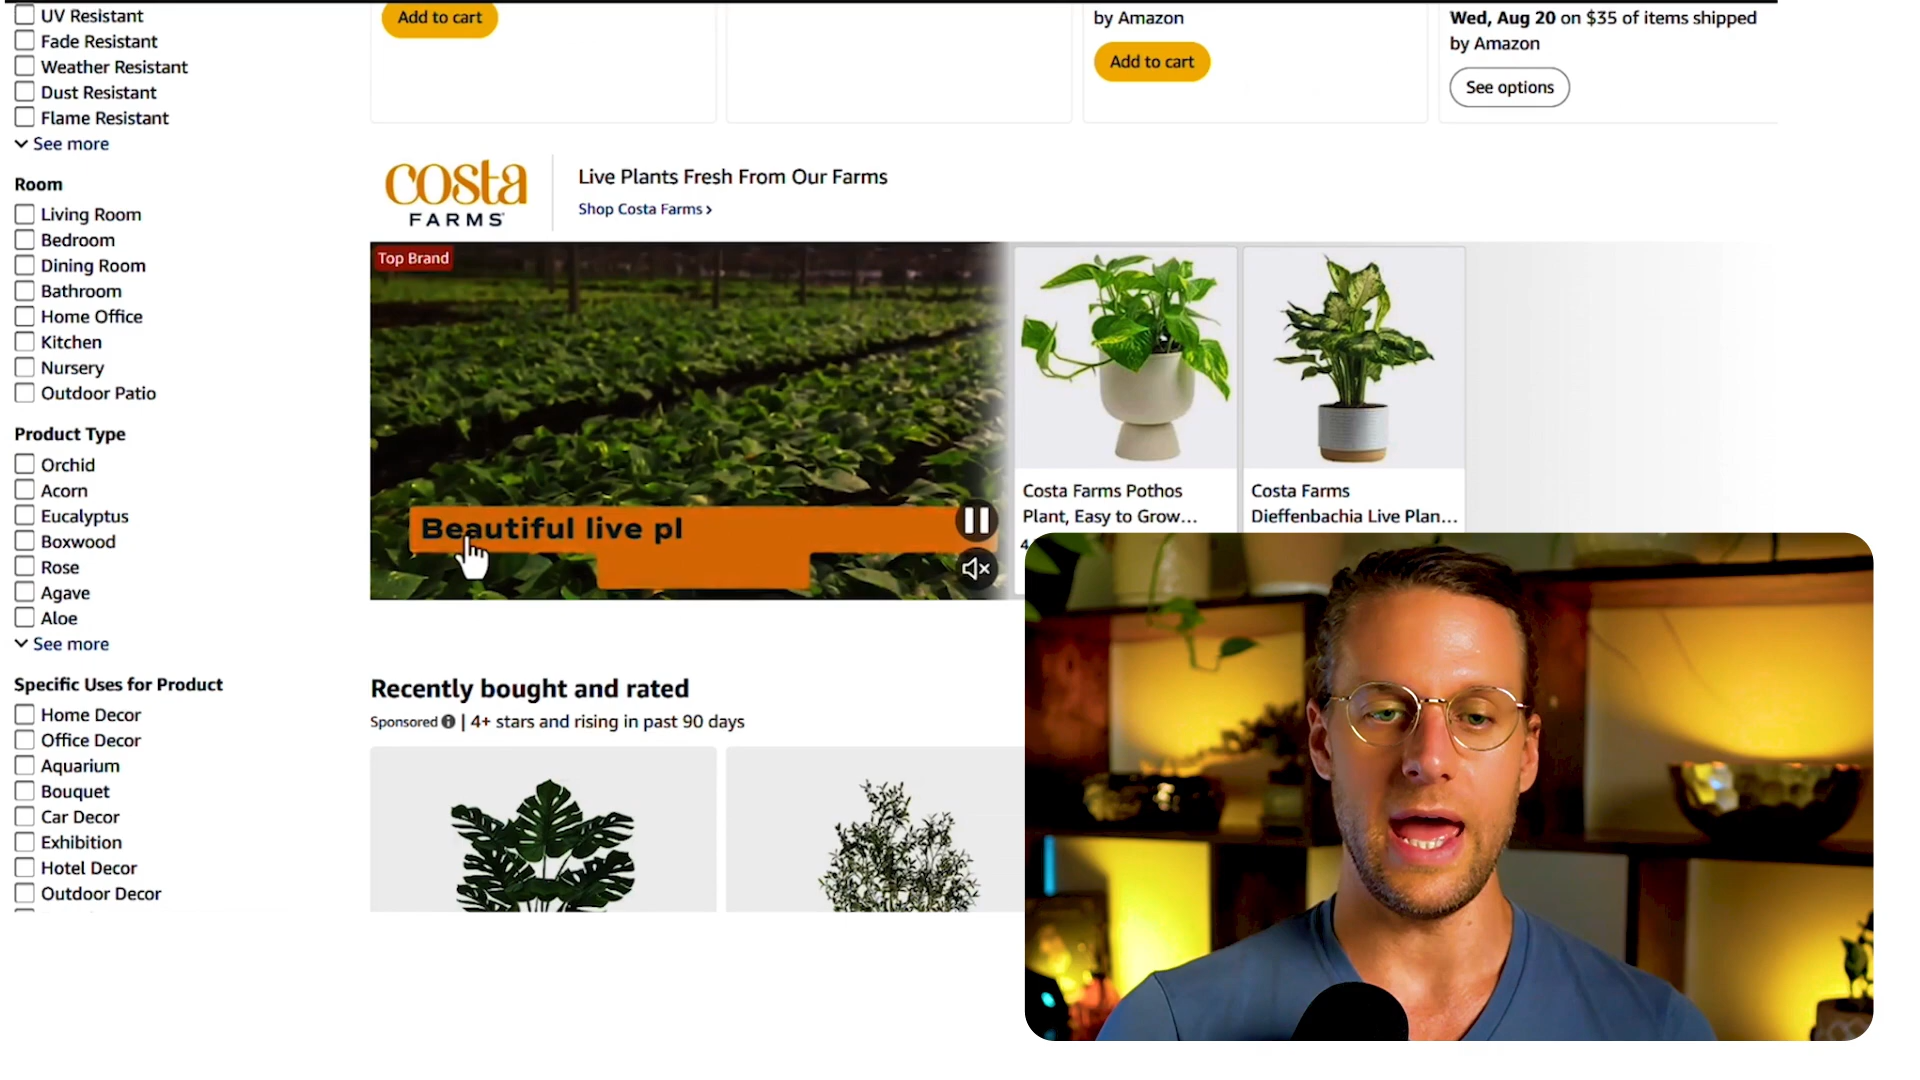 UV Resistant
Fade Resistant
Weather Resistant
Dust Resistant
Flame Resistant
See more
Room
Living Room
Bedroom
Dining Room
Bathroom
Home Office
Kitchen
Nursery
Outdoor Patio
Product Type
Orchid
Acorn
Eucalyptus
Boxwood
Rose
Agave
Aloe
See more
Specific Uses for Product
Home Decor
Office Decor
Aquarium
Bouquet
Car Decor
Exhibition
Hotel Decor
Outdoor Decor
Add to cart
by Amazon
Add to cart
Wed, Aug 20 on $35 of items shipped
by Amazon
See options
costa
FARMS
Live Plants Fresh From Our Farms
Shop Costa Farms ›
Top Brand
Beautiful live pl
Costa Farms Pothos
Plant, Easy to Grow...
Costa Farms
Dieffenbachia Live Plan...
Recently bought and rated
Sponsored | 4+ stars and rising in past 90 days